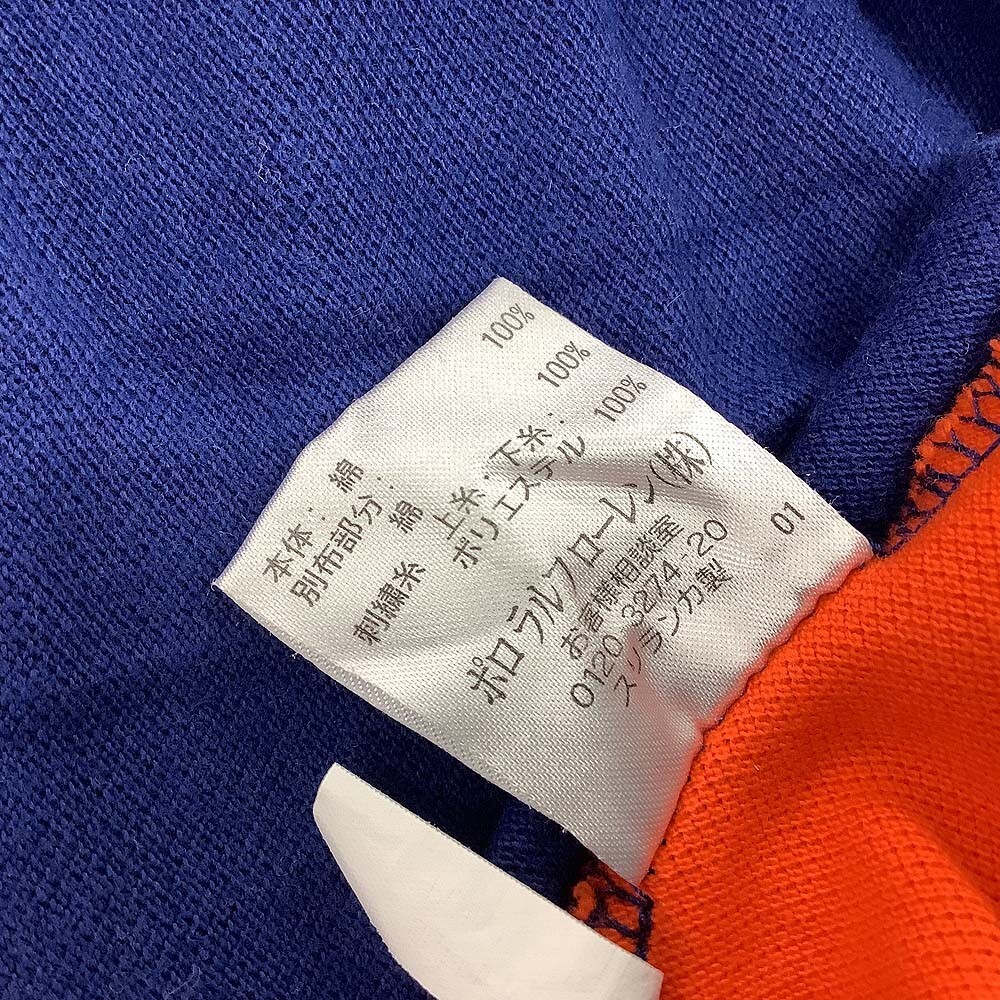 本体: 綿 100%
別布部分: 綿 100%
刺繍糸 上糸・下糸:
ポリエステル 100%
ポロ ラルフ ローレン(株)
お客様相談室
0120-3274-20
スリランカ製
01